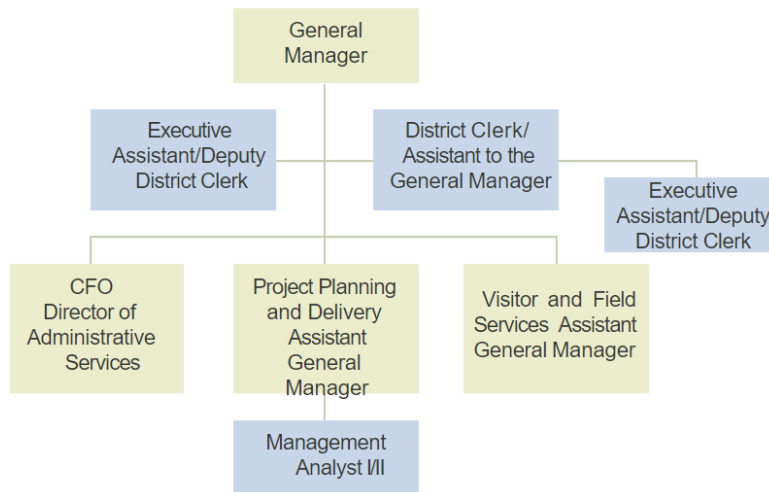 General
Manager
Executive
Assistant/Deputy
District Clerk
District Clerk/
Assistant to the
General Manager
Executive
Assistant/Deputy
District Clerk
CFO
Director of
Administrative
Services
Project Planning
and Delivery
Assistant
General
Manager
Visitor and Field
Services Assistant
General Manager
Management
Analyst I/II